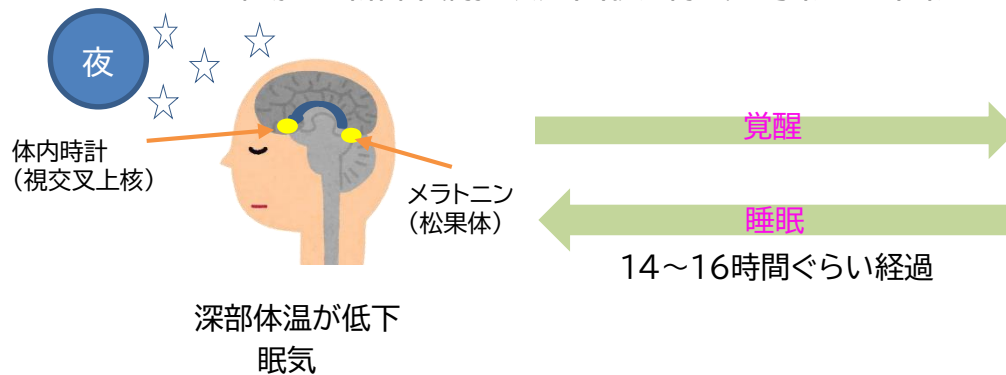 夜
体内時計
（視交叉上核）
メラトニン
（松果体）
覚醒
睡眠
14～16時間ぐらい経過
深部体温が低下
眠気